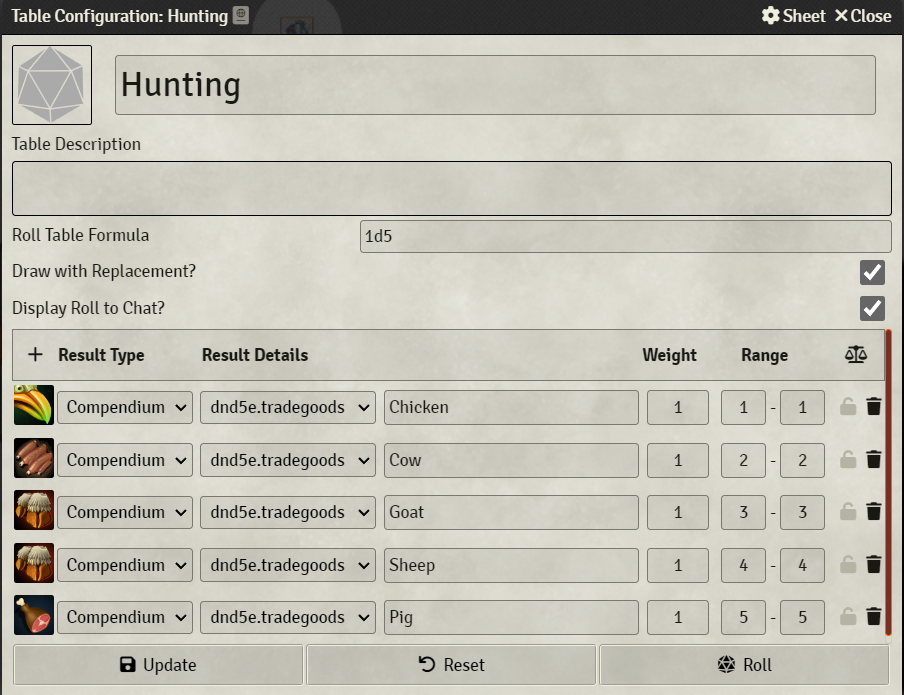 Table Configuration: Hunting Sheet Close
Hunting
Table Description
Roll Table Formula 1d5
Draw with Replacement?
Display Roll to Chat?
+ Result Type Result Details Weight Range
Compendium dnd5e.tradegoods Chicken 1 1 - 1
Compendium dnd5e.tradegoods Cow 1 2 - 2
Compendium dnd5e.tradegoods Goat 1 3 - 3
Compendium dnd5e.tradegoods Sheep 1 4 - 4
Compendium dnd5e.tradegoods Pig 1 5 - 5
Update Reset Roll